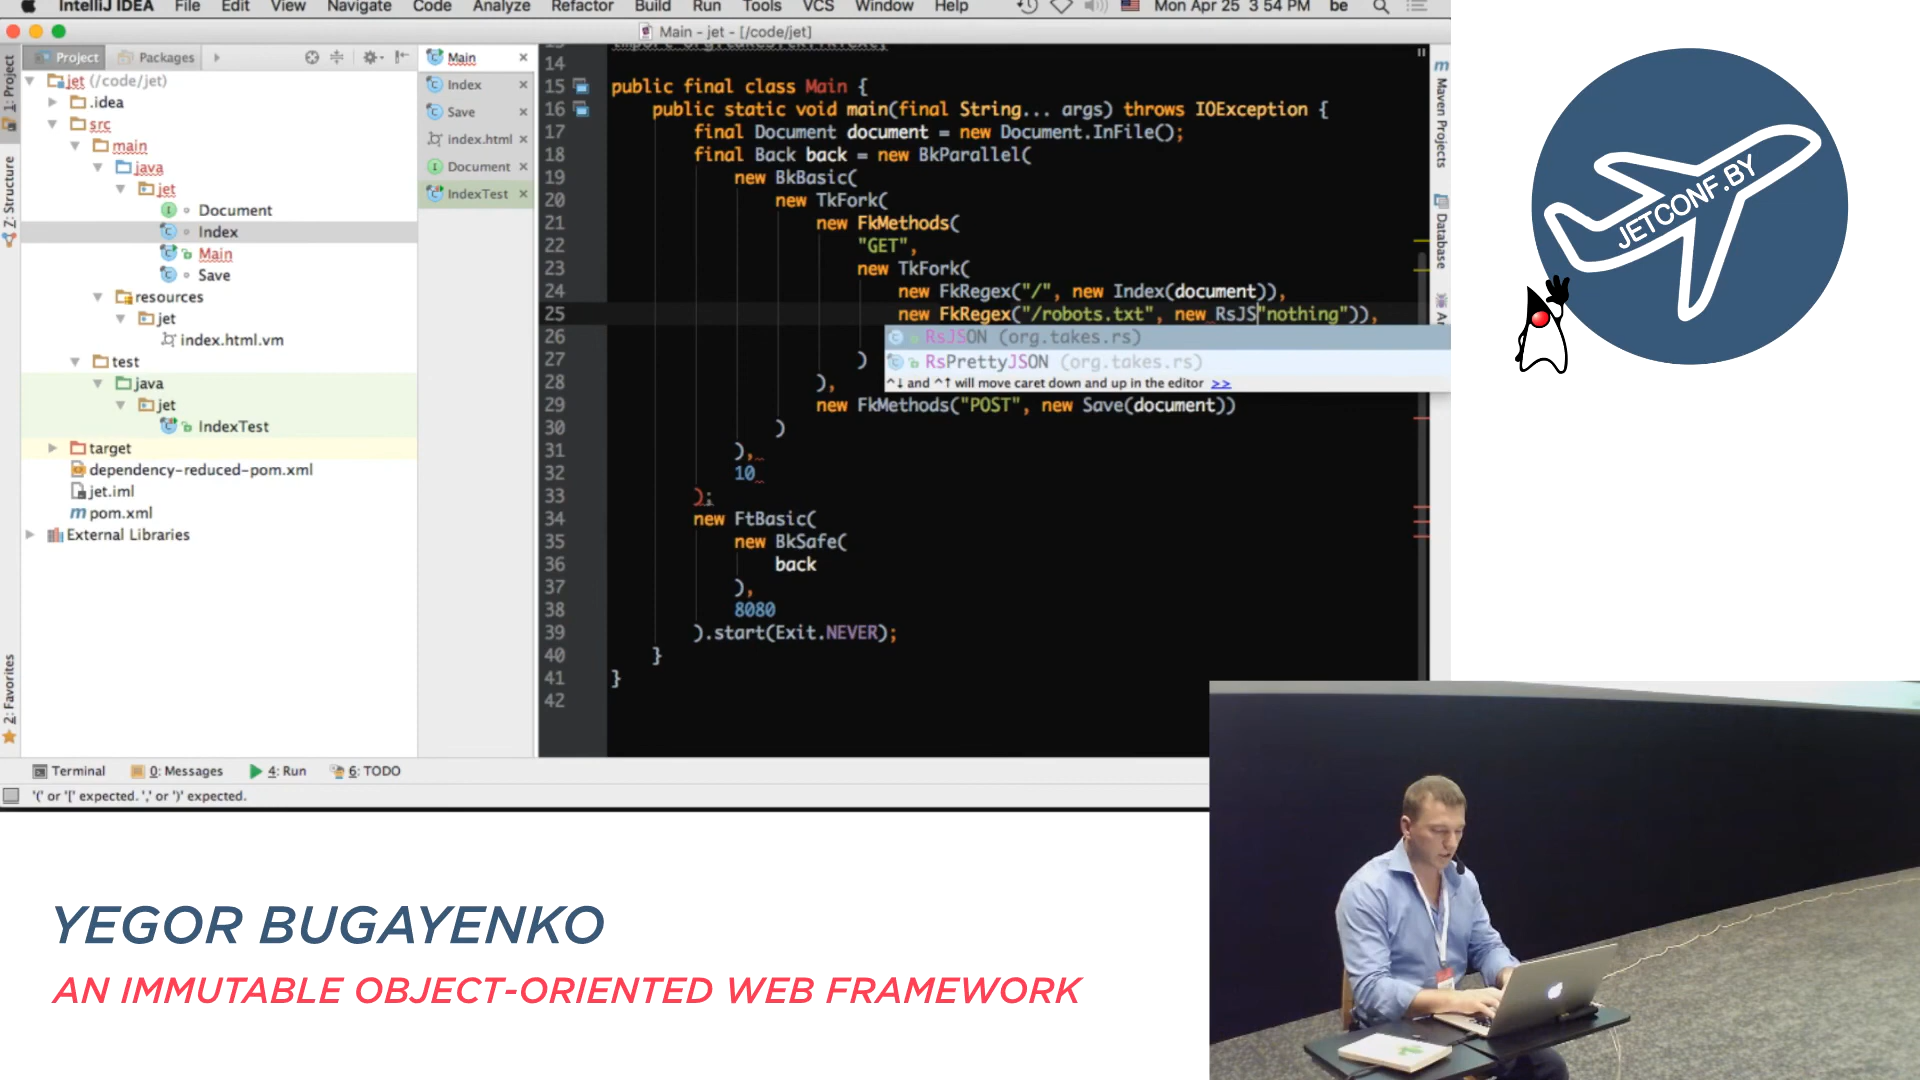 IntelliJ IDEA File Edit View Navigate Code Analyze Refactor Build Run Tools VCS Window Help Mon Apr 25 3 54 PM be
Main - jet - [/code/jet]
1: Project
Z: Structure
2: Favorites
Project Packages
jet (/code/jet)
.idea
src
main
java
jet
Document
Index
Main
Save
resources
jet
index.html.vm
test
java
jet
IndexTest
target
dependency-reduced-pom.xml
jet.iml
pom.xml
External Libraries
Main
Index
Save
index.html
Document
IndexTest
14
15 public final class Main {
16 public static void main(final String... args) throws IOException {
17 final Document document = new Document.InFile();
18 final Back back = new BkParallel(
19 new BkBasic(
20 new TkFork(
21 new FkMethods(
22 "GET",
23 new TkFork(
24 new FkRegex("/", new Index(document)),
25 new FkRegex("/robots.txt", new RsJS"nothing")),
26
RsJSON (org.takes.rs)
RsPrettyJSON (org.takes.rs)
^↓ and ^↑ will move caret down and up in the editor >>
27 )
28 ),
29 new FkMethods("POST", new Save(document))
30 )
31 ),
32 10
33 );
34 new FtBasic(
35 new BkSafe(
36 back
37 ),
38 8080
39 ).start(Exit.NEVER);
40 }
41 }
42
Maven Projects
Database
Terminal 0: Messages 4: Run 6: TODO
'(' or '[' expected. ',' or ')' expected.
JETCONF.BY
YEGOR BUGAYENKO
AN IMMUTABLE OBJECT-ORIENTED WEB FRAMEWORK